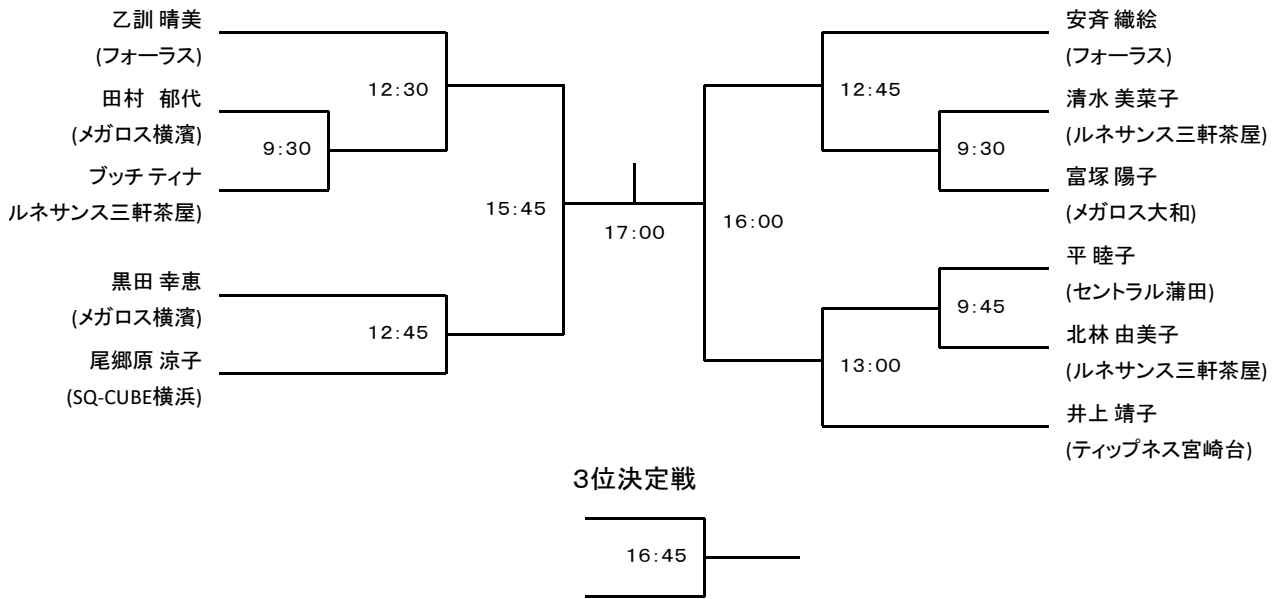 乙訓 晴美
(フォーラス)
12:30
田村　郁代
(メガロス横濱)
9:30
ブッチ ティナ
ルネサンス三軒茶屋)
15:45
黒田 幸恵
(メガロス横濱)
12:45
尾郷原 涼子
(SQ-CUBE横浜)
17:00
安斉 織絵
(フォーラス)
12:45
清水 美菜子
(ルネサンス三軒茶屋)
9:30
富塚 陽子
(メガロス大和)
16:00
平 睦子
(セントラル蒲田)
9:45
北林 由美子
(ルネサンス三軒茶屋)
13:00
井上 靖子
(ティップネス宮崎台)
3位決定戦
16:45